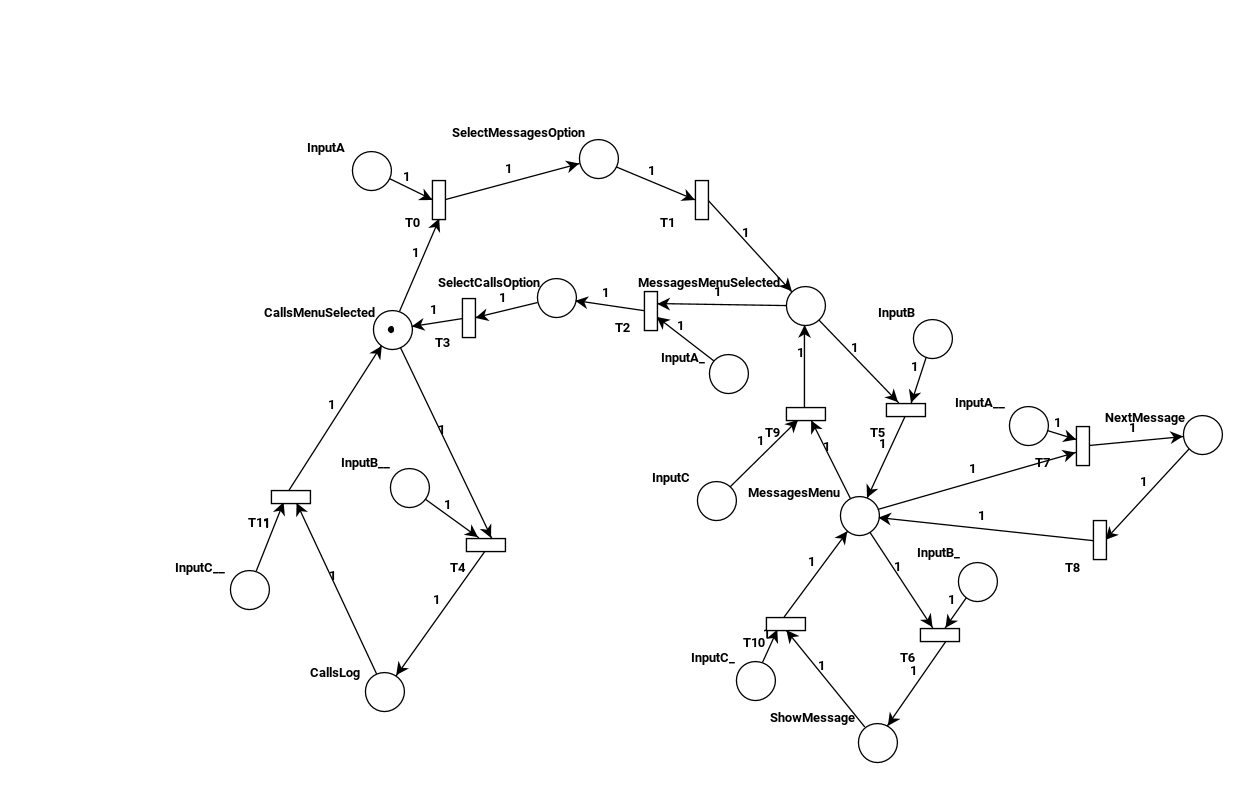 SelectMessagesOption
InputA
1
1
1
T0
T1
1
1
SelectCallsOption
MessagesMenuSelected
1
1
1
1
CallsMenuSelected
InputB
T2
1
T3
InputA_
1
1
1
InputA__
1
NextMessage
1
1
T9
T5
1
1
1
1
InputB__
T7
1
InputC
MessagesMenu
1
1
T11
1
T4
InputB_
1
1
T8
InputC__
1
1
1
T10
1
InputC_
T6
1
1
CallsLog
ShowMessage